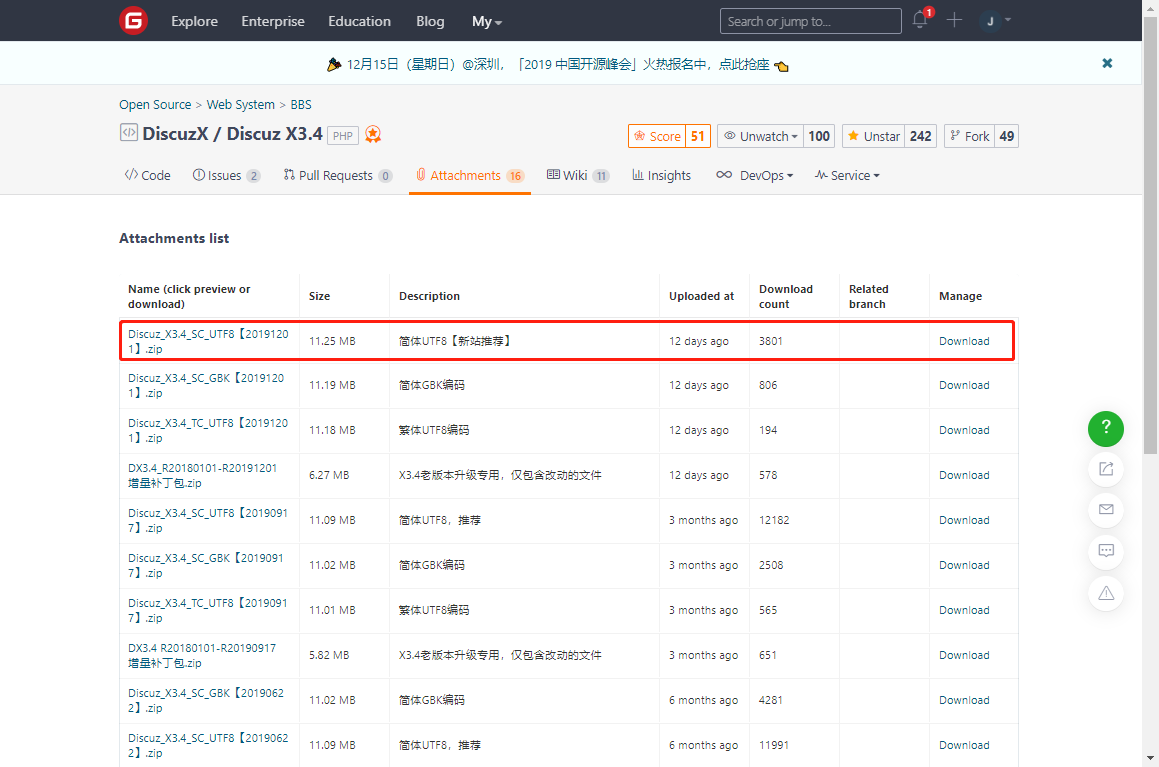 G Explore Enterprise Education Blog My Search or jump to... 1 J
12月15日（星期日）@深圳，「2019 中国开源峰会」火热报名中，点此抢座
Open Source > Web System > BBS
DiscuzX / Discuz X3.4 PHP Score 51 Unwatch 100 Unstar 242 Fork 49
Code Issues 2 Pull Requests 0 Attachments 16 Wiki 11 Insights DevOps Service
Attachments list
Name (click preview or download) Size Description Uploaded at Download count Related branch Manage
Discuz_X3.4_SC_UTF8【20191201】.zip 11.25 MB 简体UTF8【新站推荐】 12 days ago 3801 Download
Discuz_X3.4_SC_GBK【20191201】.zip 11.19 MB 简体GBK编码 12 days ago 806 Download
Discuz_X3.4_TC_UTF8【20191201】.zip 11.18 MB 繁体UTF8编码 12 days ago 194 Download
DX3.4_R20180101-R20191201增量补丁包.zip 6.27 MB X3.4老版本升级专用，仅包含改动的文件 12 days ago 578 Download
Discuz_X3.4_SC_UTF8【20190917】.zip 11.09 MB 简体UTF8，推荐 3 months ago 12182 Download
Discuz_X3.4_SC_GBK【20190917】.zip 11.02 MB 简体GBK编码 3 months ago 2508 Download
Discuz_X3.4_TC_UTF8【20190917】.zip 11.01 MB 繁体UTF8编码 3 months ago 565 Download
DX3.4 R20180101-R20190917增量补丁包.zip 5.82 MB X3.4老版本升级专用，仅包含改动的文件 3 months ago 651 Download
Discuz_X3.4_SC_GBK【20190622】.zip 11.02 MB 简体GBK编码 6 months ago 4281 Download
Discuz_X3.4_SC_UTF8【20190622】.zip 11.09 MB 简体UTF8，推荐 6 months ago 11991 Download
?